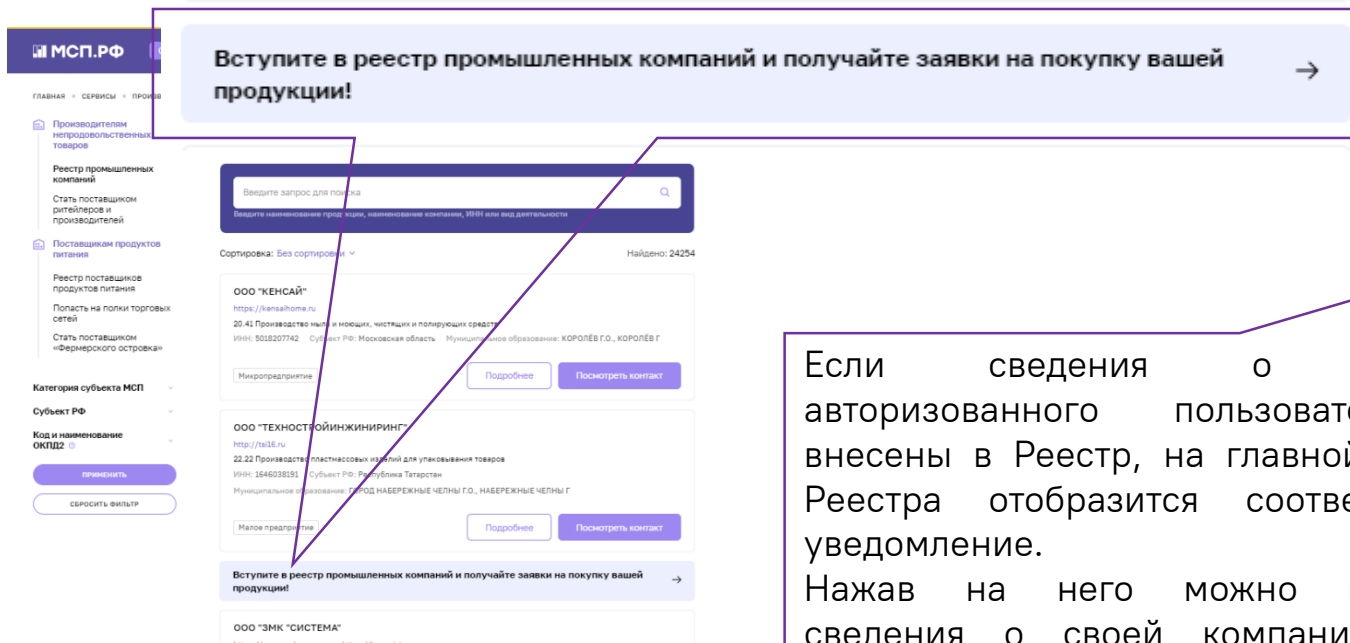 Вступите в реестр промышленных компаний и получайте заявки на покупку вашей
продукции!
МСП.РФ
ГЛАВНАЯ • СЕРВИСЫ • ПРОИЗВ
Производителям
непродовольственных
товаров
Реестр промышленных
компаний
Стать поставщиком
ритейлеров и
производителей
Поставщикам продуктов
питания
Реестр поставщиков
продуктов питания
Попасть на полки торговых
сетей
Стать поставщиком
«Фермерского островка»
Категория субъекта МСП
Субъект РФ
Код и наименование
ОКПД2
ПРИМЕНИТЬ
СБРОСИТЬ ФИЛЬТР
Введите запрос для поиска
Введите наименование продукции, наименование компании, ИНН или вид деятельности
Сортировка: Без сортировки
Найдено: 24254
ООО "КЕНСАЙ"
https://kensaihome.ru
20.41 Производство мыла и моющих, чистящих и полирующих средств
ИНН: 5018207742 Субъект РФ: Московская область Муниципальное образование: КОРОЛЁВ Г.О., КОРОЛЁВ Г
Микропредприятие
Подробнее
Посмотреть контакт
ООО "ТЕХНОСТРОЙИНЖИНИРИНГ"
http://tsi16.ru
22.22 Производство пластмассовых изделий для упаковывания товаров
ИНН: 1646038191 Субъект РФ: Республика Татарстан
Муниципальное образование: ГОРОД НАБЕРЕЖНЫЕ ЧЕЛНЫ Г.О., НАБЕРЕЖНЫЕ ЧЕЛНЫ Г
Малое предприятие
Подробнее
Посмотреть контакт
Вступите в реестр промышленных компаний и получайте заявки на покупку вашей
продукции!
ООО "ЗМК "СИСТЕМА"
Если сведения о
авторизованного пользовате
внесены в Реестр, на главной
Реестра отобразится соотве
уведомление.
Нажав на него можно
сведения о своей компани